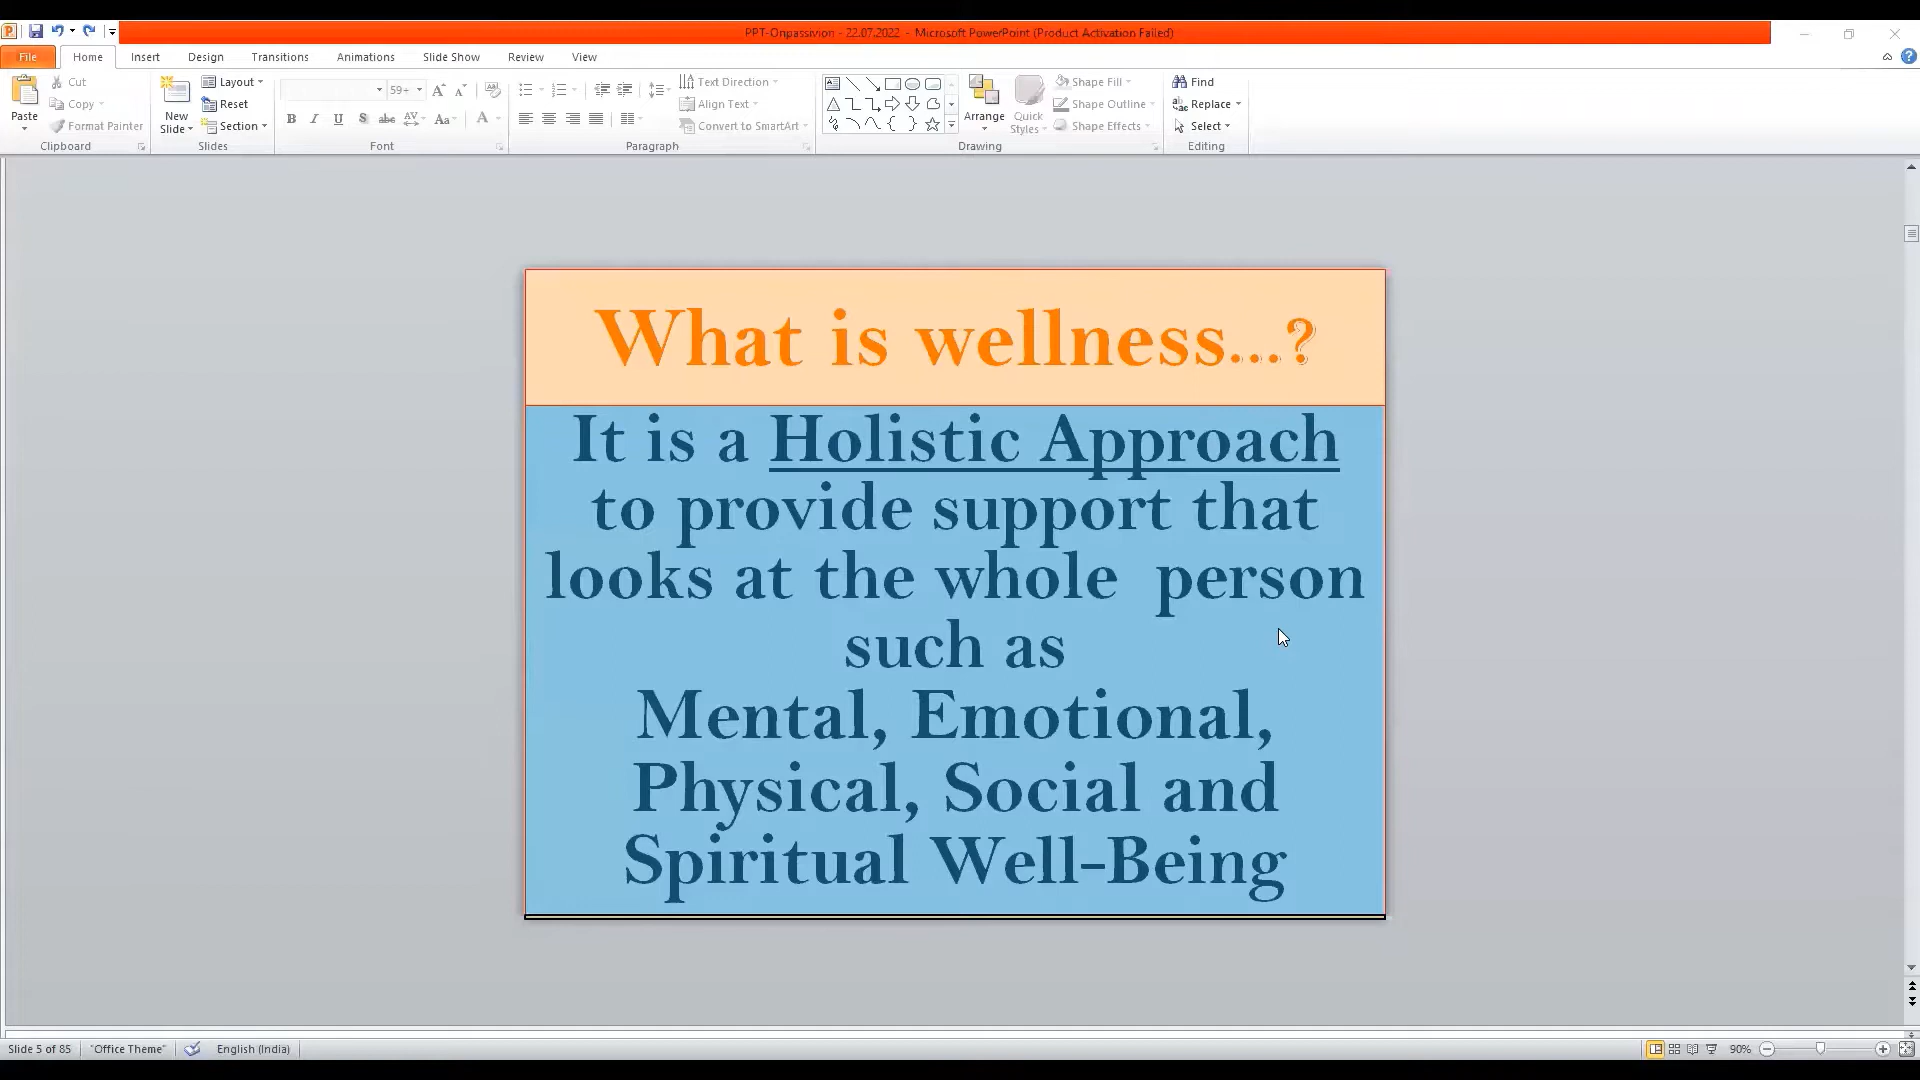 PPT-Onpassivion - 22.07.2022 - Microsoft PowerPoint (Product Activation Failed)
File Home Insert Design Transitions Animations Slide Show Review View
Paste
Cut
Copy
Format Painter
Clipboard
New Slide
Layout
Reset
Section
Slides
59+
Font
Text Direction
Align Text
Convert to SmartArt
Paragraph
Arrange
Quick Styles
Shape Fill
Shape Outline
Shape Effects
Drawing
Find
Replace
Select
Editing
What is wellness...?
It is a Holistic Approach
to provide support that
looks at the whole person
such as
Mental, Emotional,
Physical, Social and
Spiritual Well-Being
Slide 5 of 85 "Office Theme" English (India) 90%